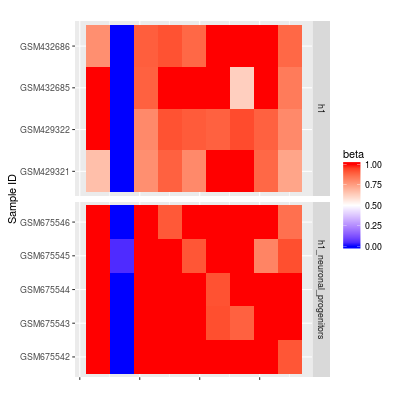 GSM432686
GSM432685
GSM429322
GSM429321
h1
GSM675546
GSM675545
GSM675544
GSM675543
GSM675542
h1_neuronal_progenitors
Sample ID
beta
1.00
0.75
0.50
0.25
0.00